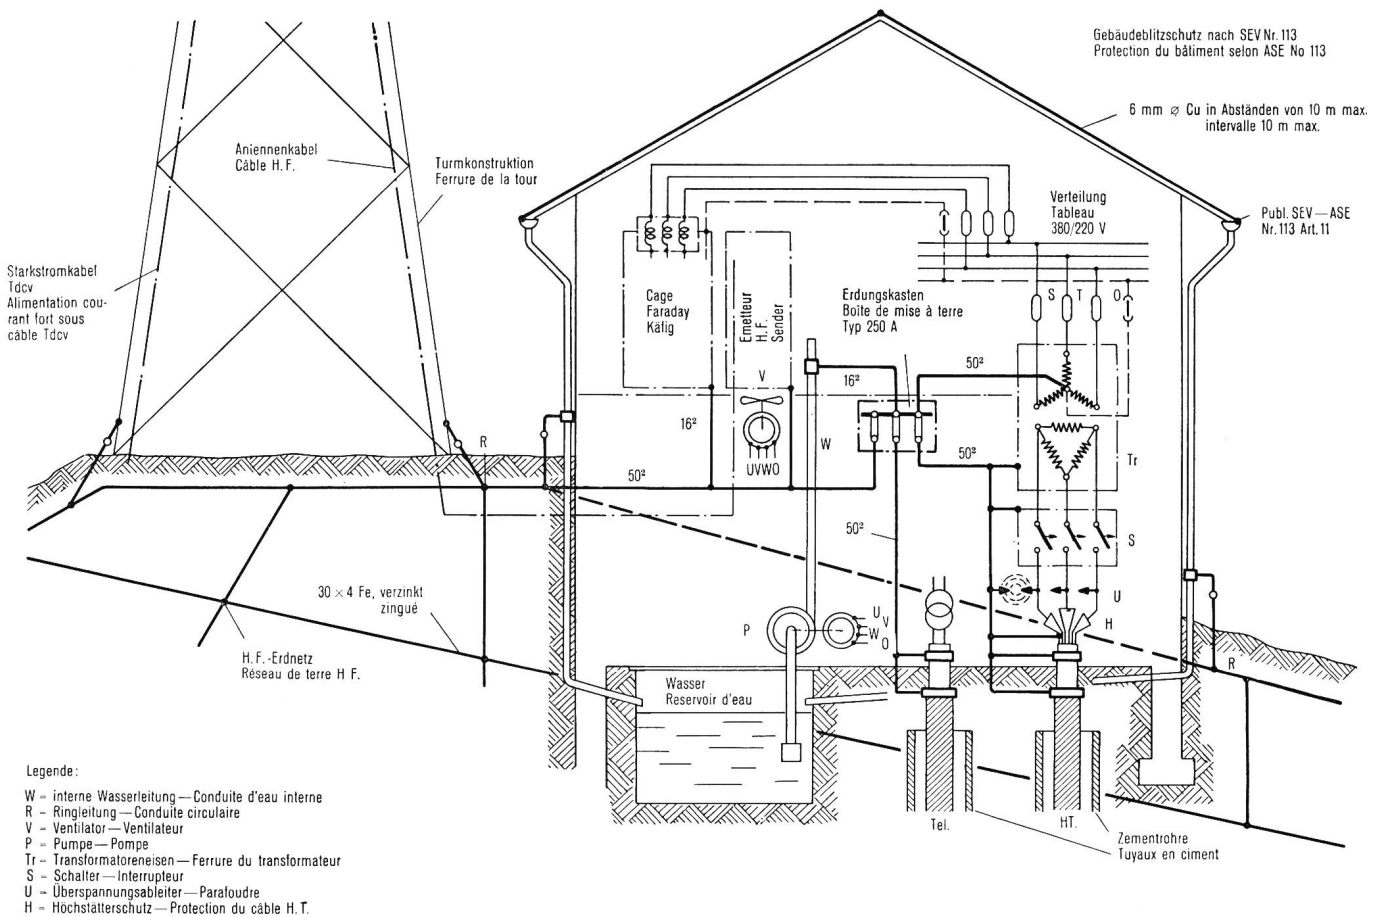 Gebäudeblitzschutz nach SEV Nr. 113
Protection du bâtiment selon ASE No 113
6 mm ⌀ Cu in Abständen von 10 m max.
intervalle 10 m max.
Aniennenkabel
Câble H. F.
Turmkonstruktion
Ferrure de la tour
Verteilung
Tableau
380/220 V
Publ. SEV — ASE
Nr. 113 Art. 11
Starkstromkabel
Tdcv
Alimentation cou-
rant fort sous
câble Tdcv
Cage
Faraday
Käfig
Emetteur
H. F.
Sender
Erdungskasten
Boîte de mise à terre
Typ 250 A
S T O
V
16²
50²
16²
R
UVWO
W
50²
50²
Tr
50²
S
30 × 4 Fe, verzinkt
zingué
U
H
P
U
V
W
O
H. F.-Erdnetz
Réseau de terre H F.
R
Wasser
Reservoir d'eau
Tel.
HT.
Zementrohre
Tuyaux en ciment
Legende:
W = interne Wasserleitung — Conduite d'eau interne
R = Ringleitung — Conduite circulaire
V = Ventilator — Ventilateur
P = Pumpe — Pompe
Tr = Transformatoreneisen — Ferrure du transformateur
S = Schalter — Interrupteur
U = Überspannungsableiter — Parafoudre
H = Höchstätterschutz — Protection du câble H. T.